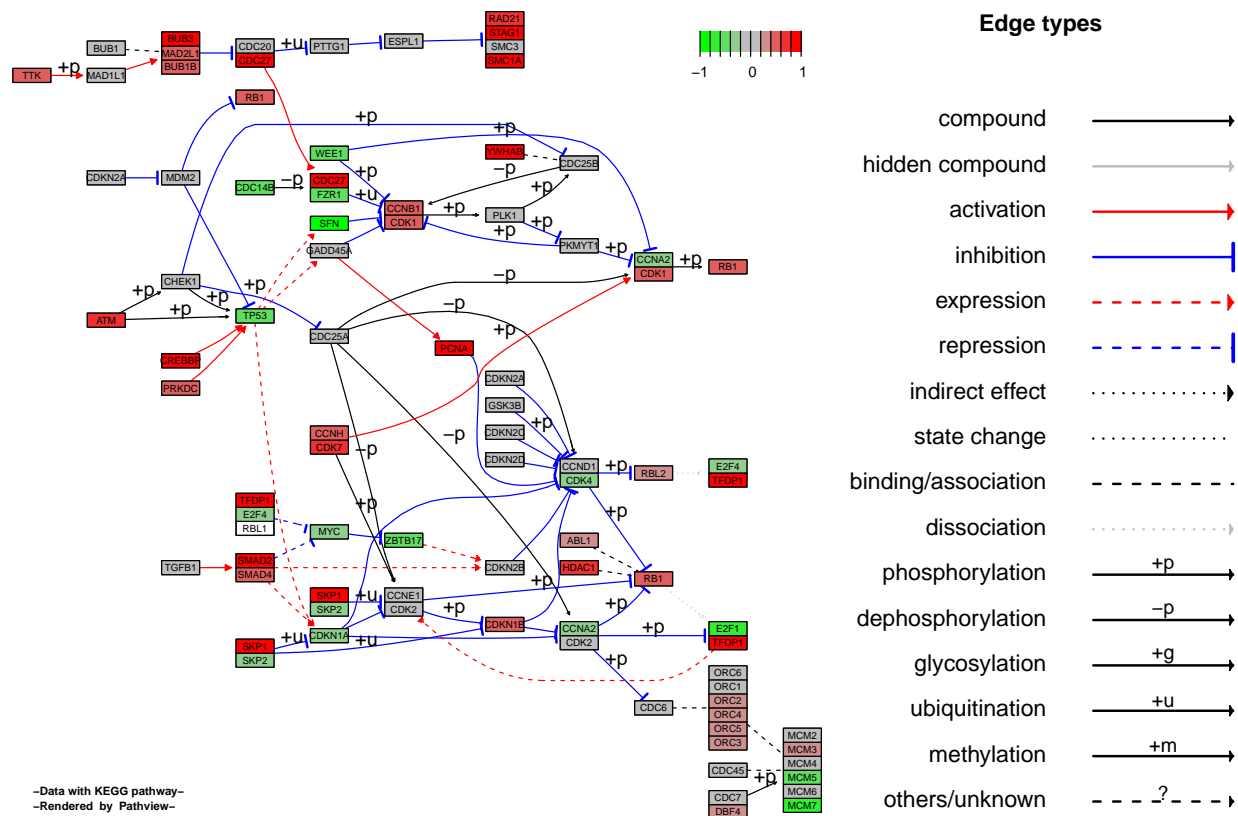 Edge types
−1 0 1
compound
hidden compound
activation
inhibition
expression
repression
indirect effect
state change
binding/association
dissociation
phosphorylation +p
dephosphorylation −p
glycosylation +g
ubiquitination +u
methylation +m
others/unknown ?
RAD21
STAG1
SMC3
SMC1A
BUB3
MAD2L1
BUB1B
BUB1
CDC20
CDC27
+u
PTTG1
ESPL1
TTK
+p
MAD1L1
RB1
+p
WEE1
+p
YWHAB
CDC25B
CDKN2A
MDM2
CDC14B
−p
CDC27
FZR1
+p
+u
−p
+p
CCNB1
CDK1
+p
PLK1
SFN
GADD45A
+p
PKMYT1
+p
CCNA2
CDK1
+p
RB1
CHEK1
+p
+p
+p
−p
ATM
+p
TP53
−p
+p
CDC25A
PCNA
CREBBP
PRKDC
CDKN2A
GSK3B
+p
CDKN2C
CDKN2D
CCNH
CDK7
−p
−p
CCND1
CDK4
+p
RBL2
E2F4
TFDP1
TFDP1
E2F4
RBL1
+p
+p
MYC
ZBTB17
ABL1
TGFB1
SMAD2
SMAD4
CDKN2B
HDAC1
RB1
SKP1
SKP2
+u
CCNE1
CDK2
+p
+p
CDKN1B
SKP1
SKP2
+u
CDKN1A
+u
CCNA2
CDK2
+p
E2F1
TFDP1
+p
CDC6
ORC6
ORC1
ORC2
ORC4
ORC5
ORC3
MCM2
MCM3
MCM4
MCM5
MCM6
MCM7
CDC45
+p
CDC7
DBF4
−Data with KEGG pathway−
−Rendered by Pathview−